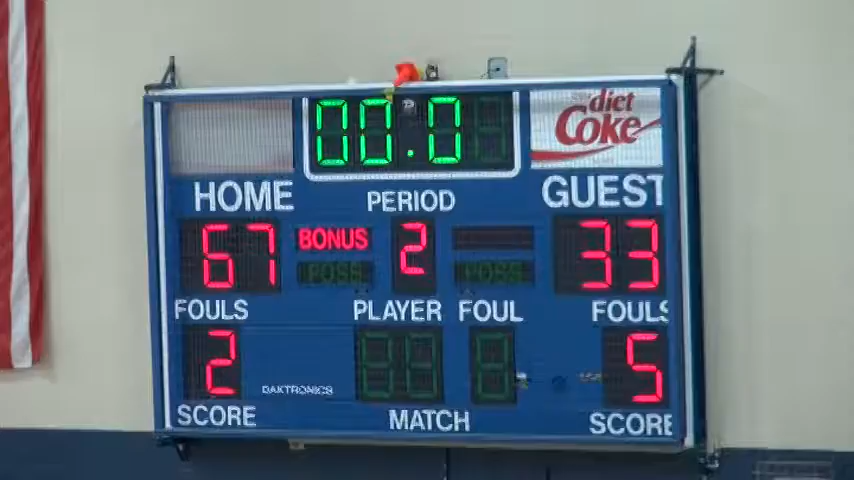 00.0
diet
Coke
HOME PERIOD GUEST
67 BONUS 2 33
POSS POSS
FOULS PLAYER FOUL FOULS
2 5
DAKTRONICS
SCORE MATCH SCORE